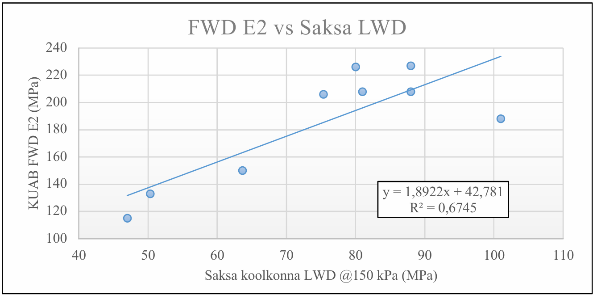 FWD E2 vs Saksa LWD
240
220
200
180
160
140
120
100
KUAB FWD E2 (MPa)
y = 1,8922x + 42,781
R² = 0,6745
40 50 60 70 80 90 100 110
Saksa koolkonna LWD @150 kPa (MPa)